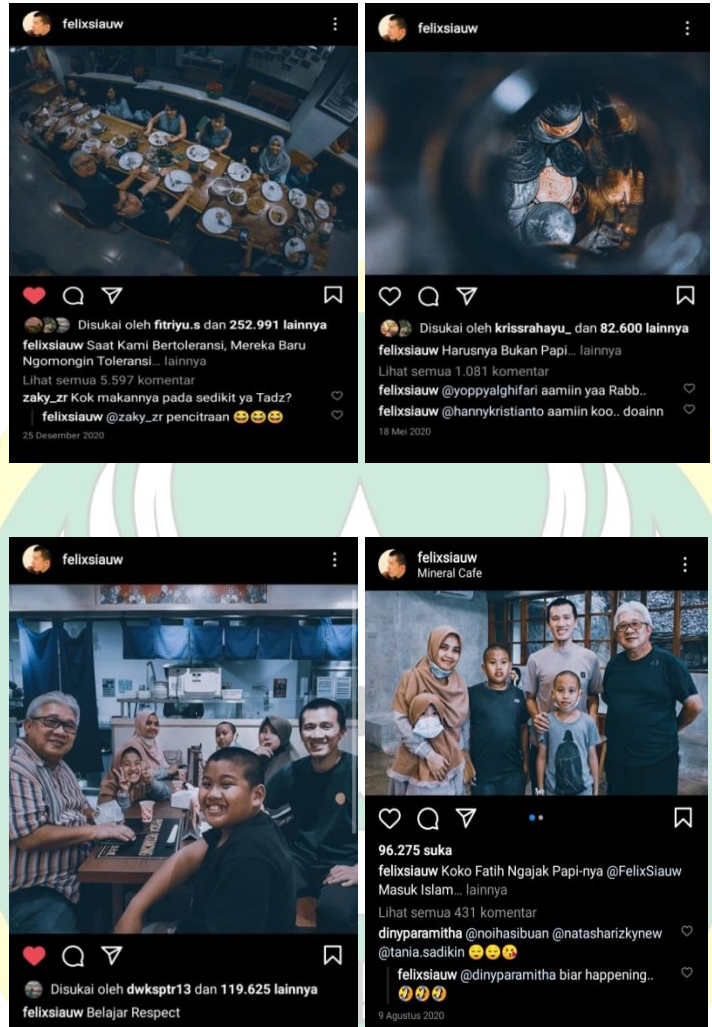 felixsiauw
Disukai oleh fitriyu.s dan 252.991 lainnya
felixsiauw Saat Kami Bertoleransi, Mereka Baru
Ngomongin Toleransi... lainnya
Lihat semua 5.597 komentar
zaky_zr Kok makannya pada sedikit ya Tadz?
felixsiauw @zaky_zr pencitraan 😆😆😆
25 Desember 2020
felixsiauw
Disukai oleh krissrahayu_ dan 82.600 lainnya
felixsiauw Harusnya Bukan Papi... lainnya
Lihat semua 1.081 komentar
felixsiauw @yoppyalghifari aamiin yaa Rabb..
felixsiauw @hannykristianto aamiin koo.. doainn
18 Mei 2020
felixsiauw
Disukai oleh dwksptr13 dan 119.625 lainnya
felixsiauw Belajar Respect
felixsiauw
Mineral Cafe
96.275 suka
felixsiauw Koko Fatih Ngajak Papi-nya @FelixSiauw
Masuk Islam... lainnya
Lihat semua 431 komentar
dinyparamitha @noihasibuan @natasharizkynew
@tania.sadikin 😌😌😘
felixsiauw @dinyparamitha biar happening..
🤣🤣🤣
9 Agustus 2020